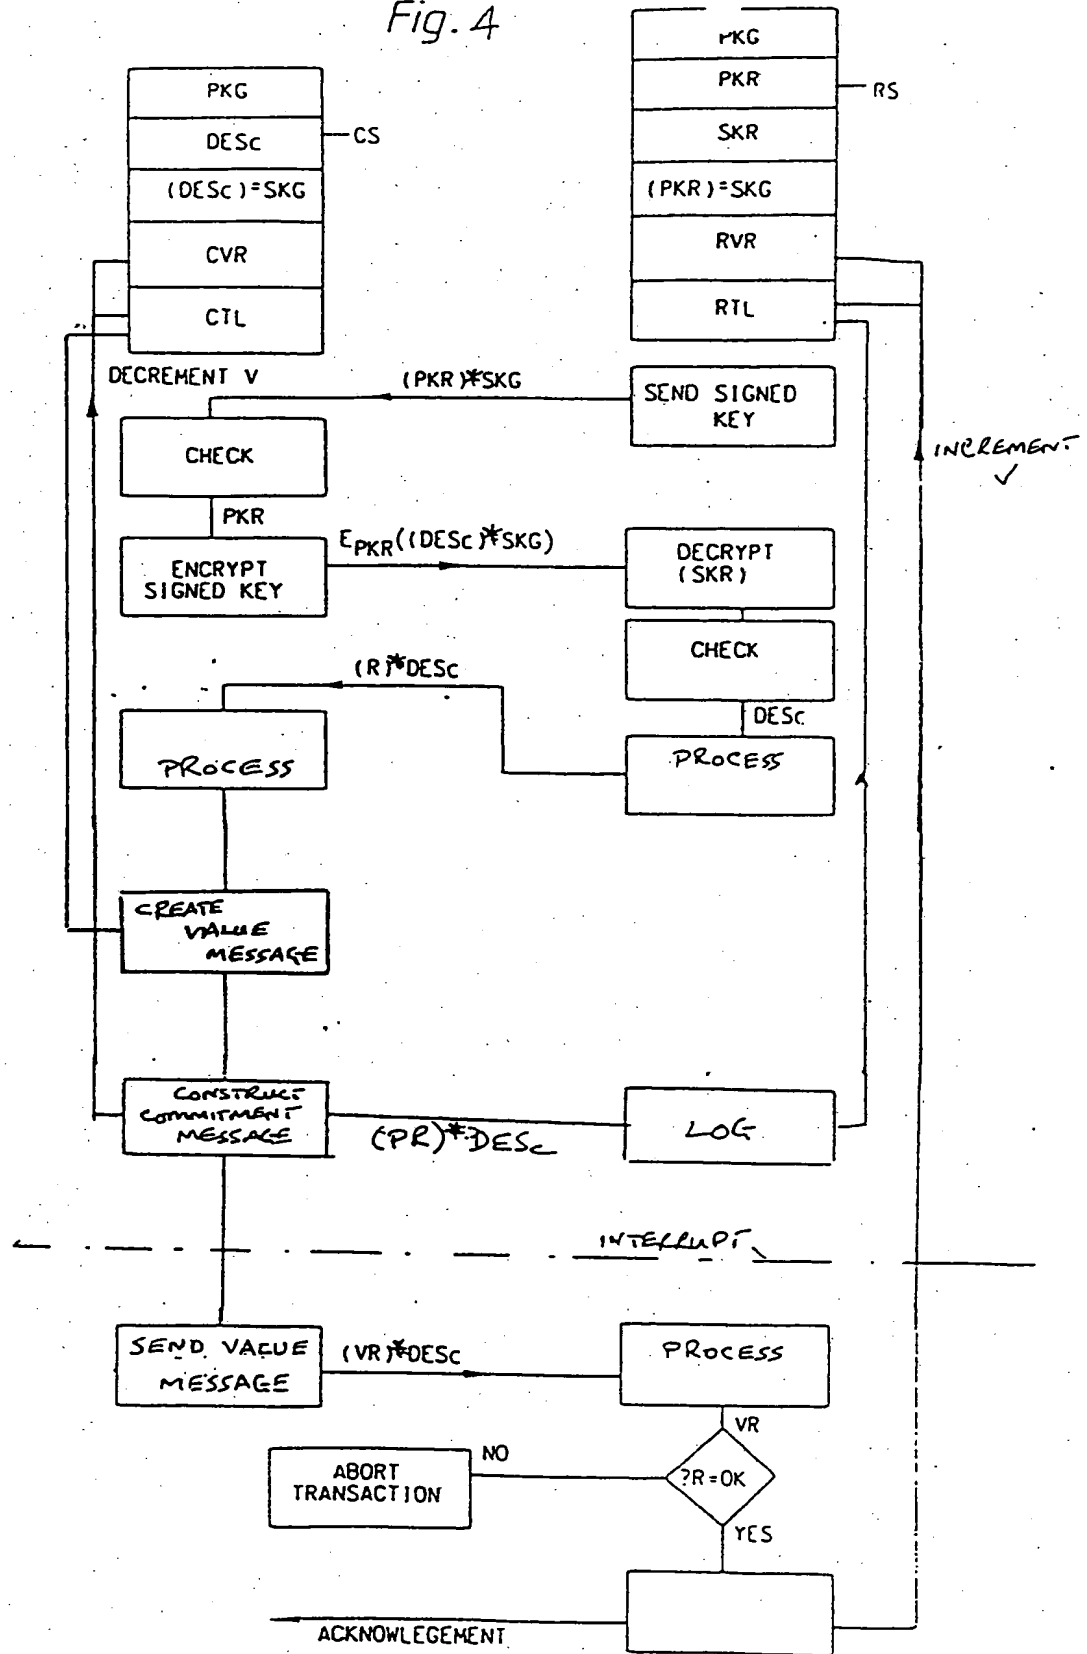 Fig. 4
PKG
DESc
(DESc)*SKG
CVR
CTL
CS
PKG
PKR
SKR
(PKR)*SKG
RVR
RTL
RS
DECREMENT V
(PKR)*SKG
SEND SIGNED
KEY
CHECK
INCREMENT
V
PKR
ENCRYPT
SIGNED KEY
EPKR((DESc)*SKG)
DECRYPT
(SKR)
CHECK
(R)*DESc
DESc
PROCESS
PROCESS
CREATE
VALUE
MESSAGE
CONSTRUCT
COMMITMENT
MESSAGE
(PR)*DESc
LOG
INTERRUPT
SEND VALUE
MESSAGE
(VR)*DESc
PROCESS
VR
NO
ABORT
TRANSACTION
?R=OK
YES
ACKNOWLEGEMENT